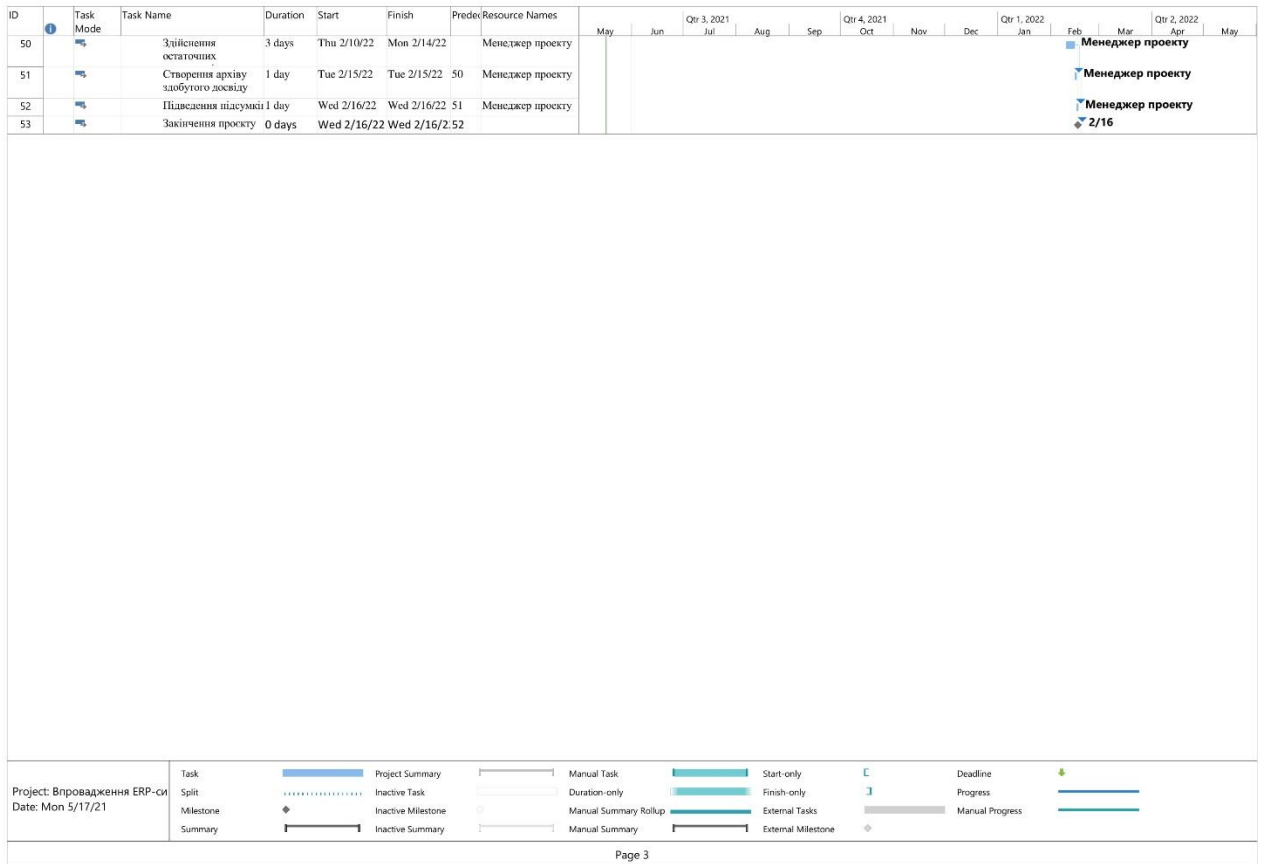 ID Task Mode Task Name Duration Start Finish Predec Resource Names
Qtr 3, 2021 Qtr 4, 2021 Qtr 1, 2022 Qtr 2, 2022
May Jun Jul Aug Sep Oct Nov Dec Jan Feb Mar Apr May
50 Здійснення остаточних 3 days Thu 2/10/22 Mon 2/14/22 Менеджер проекту Менеджер проекту
51 Створення архіву здобутого досвіду 1 day Tue 2/15/22 Tue 2/15/22 50 Менеджер проекту Менеджер проекту
52 Підведення підсумкі 1 day Wed 2/16/22 Wed 2/16/22 51 Менеджер проекту Менеджер проекту
53 Закінчення проєкту 0 days Wed 2/16/22 Wed 2/16/2 52 2/16
Project: Впровадження ERP-си
Date: Mon 5/17/21
Task Project Summary Manual Task Start-only Deadline
Split Inactive Task Duration-only Finish-only Progress
Milestone Inactive Milestone Manual Summary Rollup External Tasks Manual Progress
Summary Inactive Summary Manual Summary External Milestone
Page 3